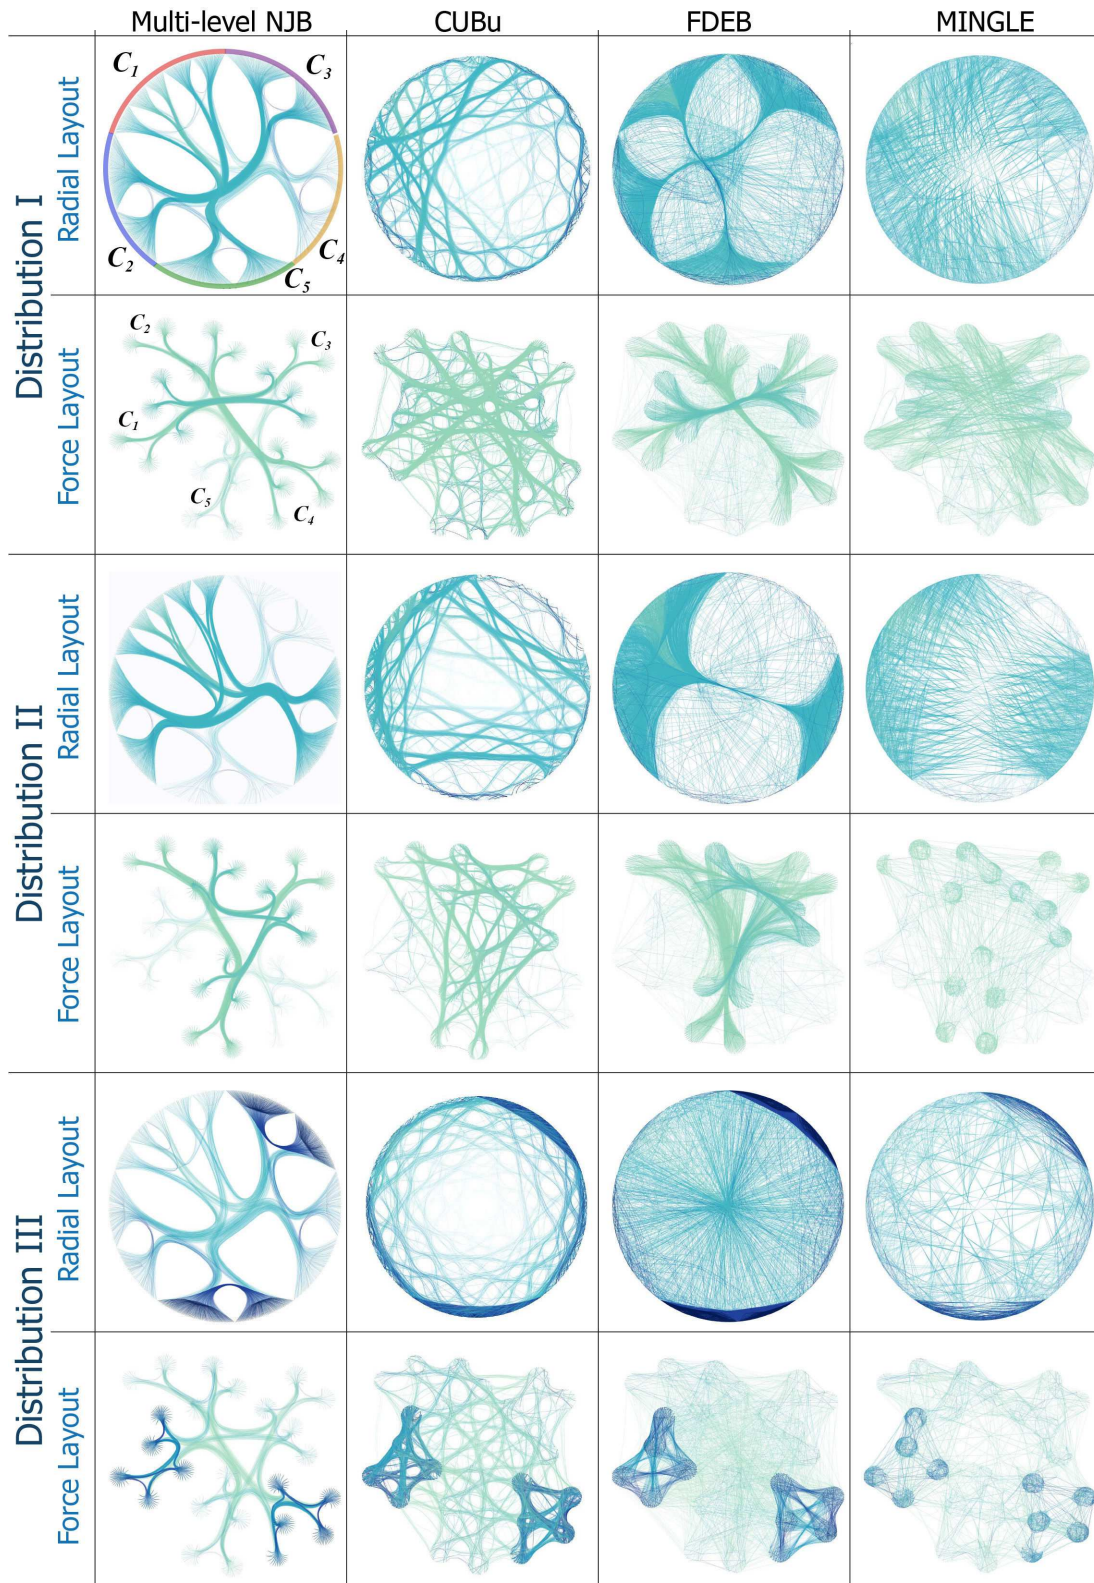 Multi-level NJB CUBu FDEB MINGLE
Distribution I
Radial Layout
C1
C3
C2
C4
C5
Force Layout
C2
C3
C1
C5
C4
Distribution II
Radial Layout
Force Layout
Distribution III
Radial Layout
Force Layout